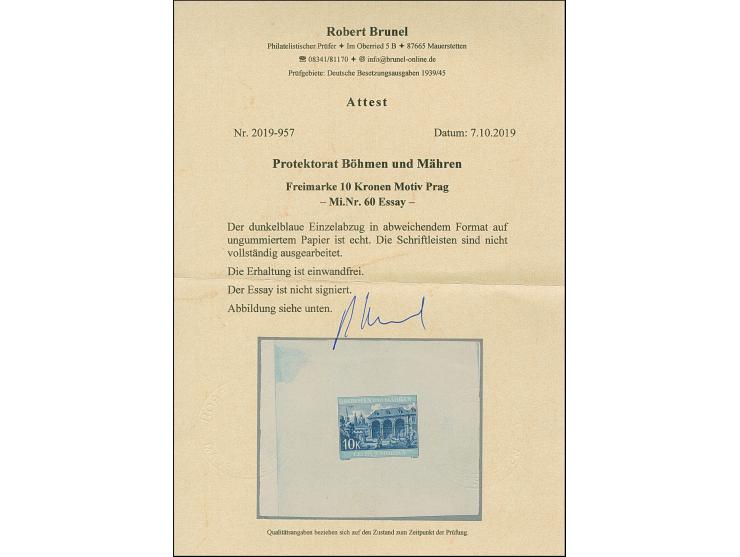 Robert Brunel
Philatelistischer Prüfer ✦ Im Oberried 5 B ✦ 87665 Mauerstetten
☎ 08341/81170 ✦ @ info@brunel-online.de
Prüfgebiete: Deutsche Besetzungsausgaben 1939/45
Attest
Nr. 2019-957 Datum: 7.10.2019
Protektorat Böhmen und Mähren
Freimarke 10 Kronen Motiv Prag
– Mi.Nr. 60 Essay –
Der dunkelblaue Einzelabzug in abweichendem Format auf
ungummiertem Papier ist echt. Die Schriftleisten sind nicht
vollständig ausgearbeitet.
Die Erhaltung ist einwandfrei.
Der Essay ist nicht signiert.
Abbildung siehe unten.
10K
Qualitätsangaben beziehen sich auf den Zustand zum Zeitpunkt der Prüfung.